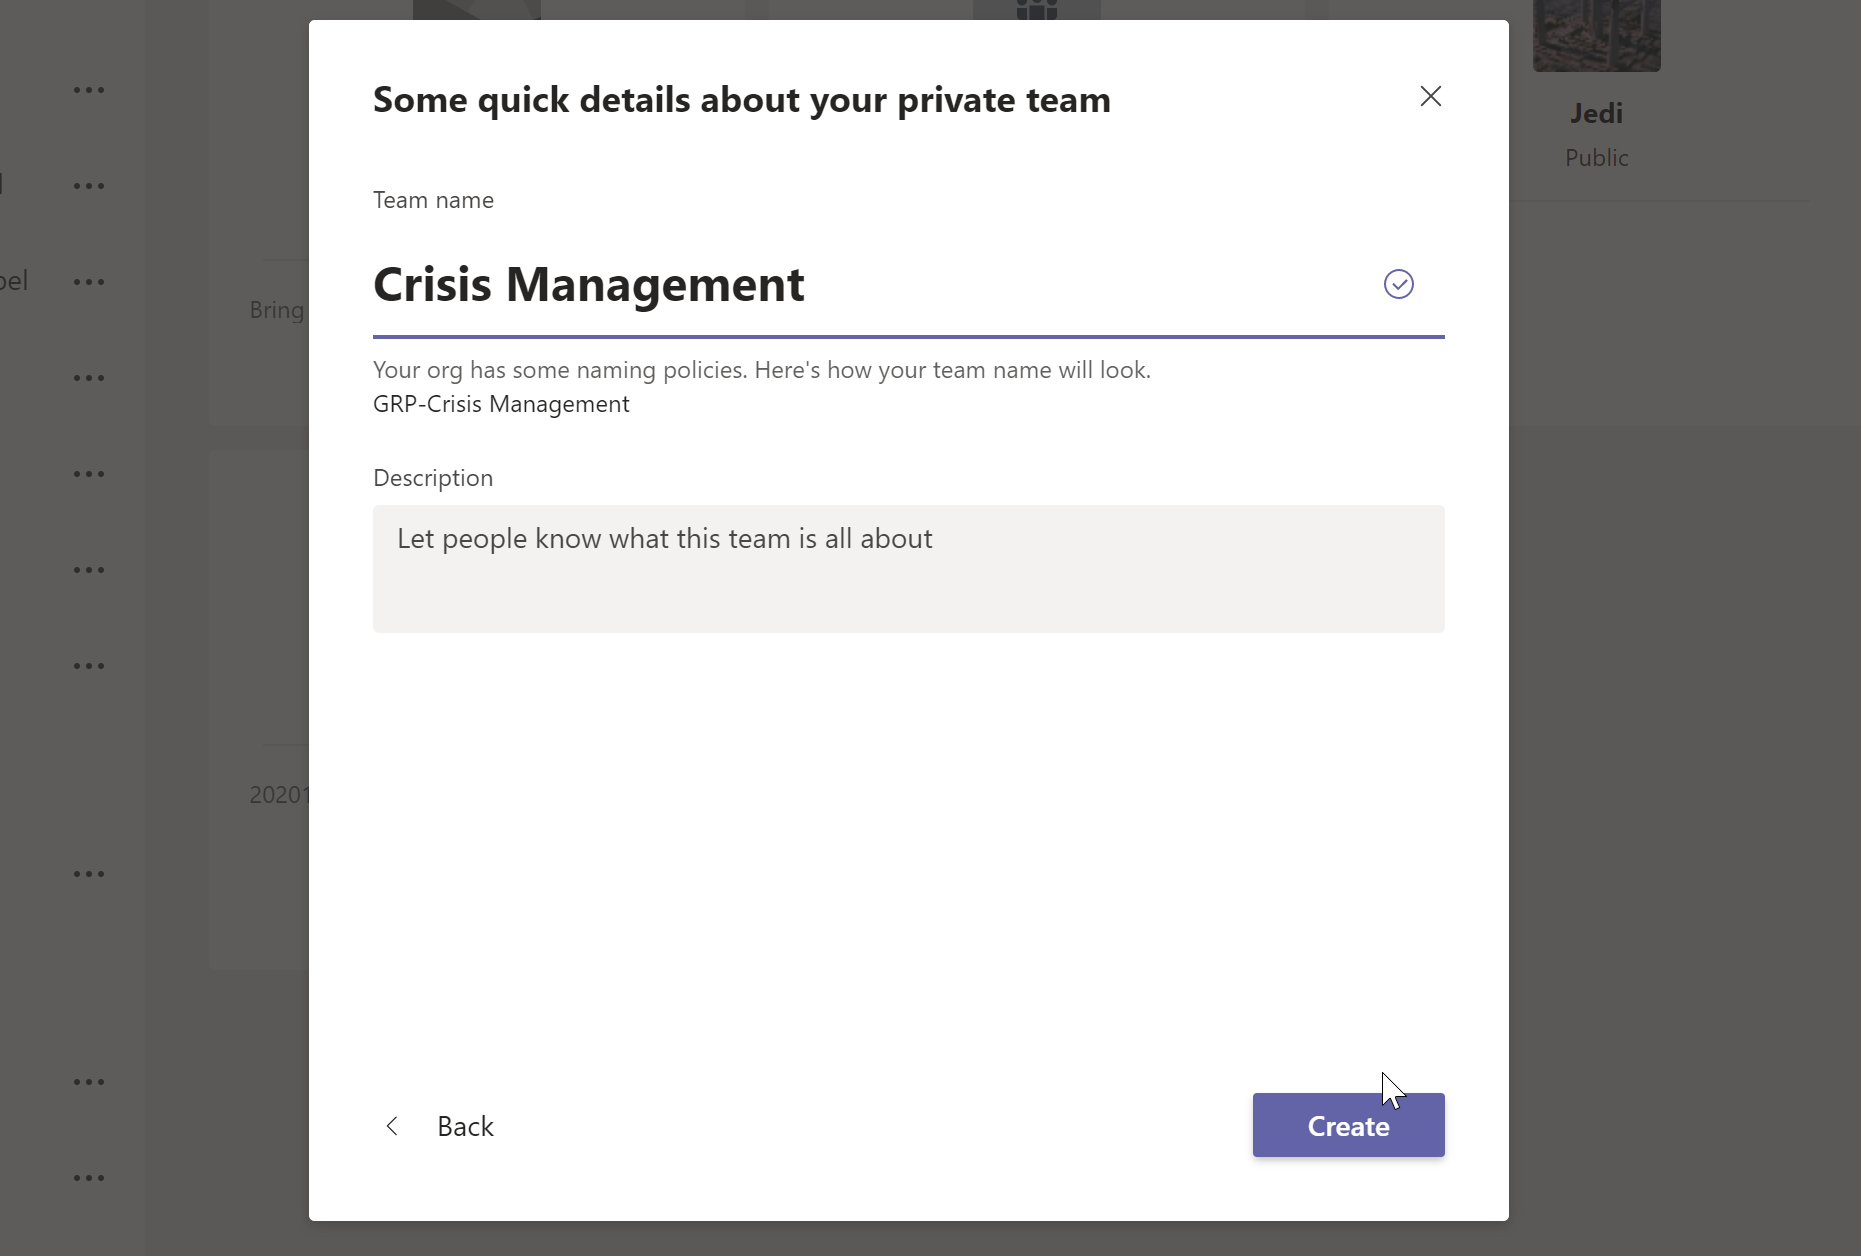 Some quick details about your private team
Jedi
Public
Team name
Crisis Management
Bring
Your org has some naming policies. Here's how your team name will look.
GRP-Crisis Management
Description
Let people know what this team is all about
Back
Create